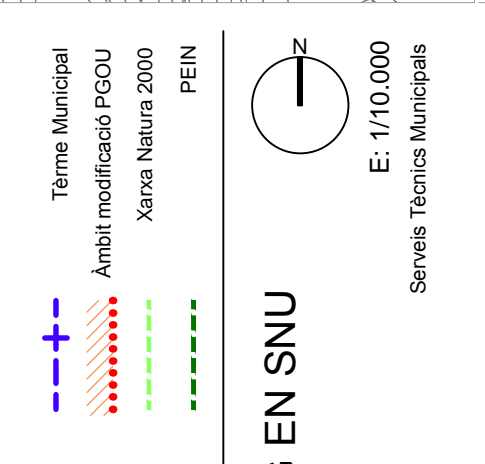 Tèrme Municipal
Àmbit modificació PGOU
Xarxa Natura 2000
PEIN
N
EN SNU
E: 1/10.000
Serveis Tècnics Municipals